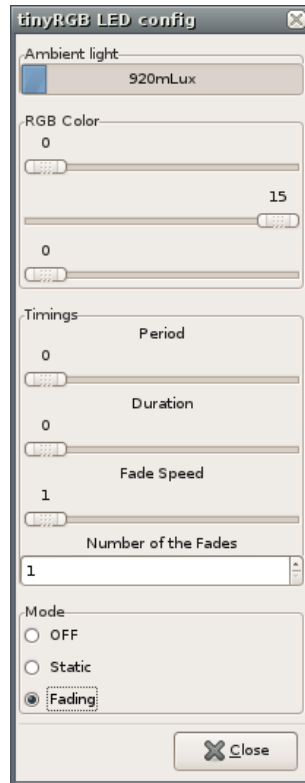 tinyRGB LED config
Ambient light
920mLux
RGB Color
0
15
0
Timings
Period
0
Duration
0
Fade Speed
1
Number of the Fades
1
Mode
OFF
Static
Fading
Close